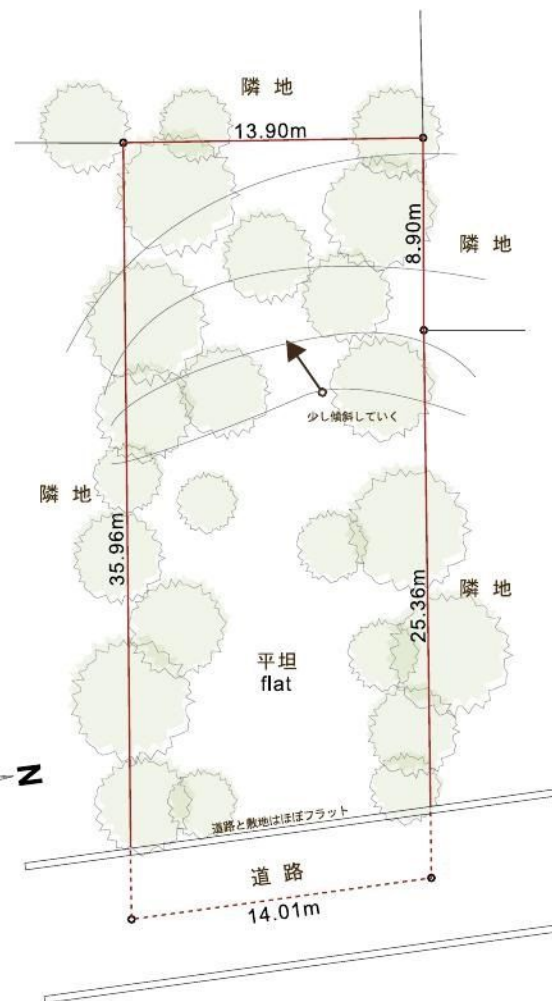 隣 地
13.90m
8.90m
隣 地
少し傾斜していく
隣 地
35.96m
25.36m
隣 地
平坦
flat
N
道路と敷地はほぼフラット
道 路
14.01m